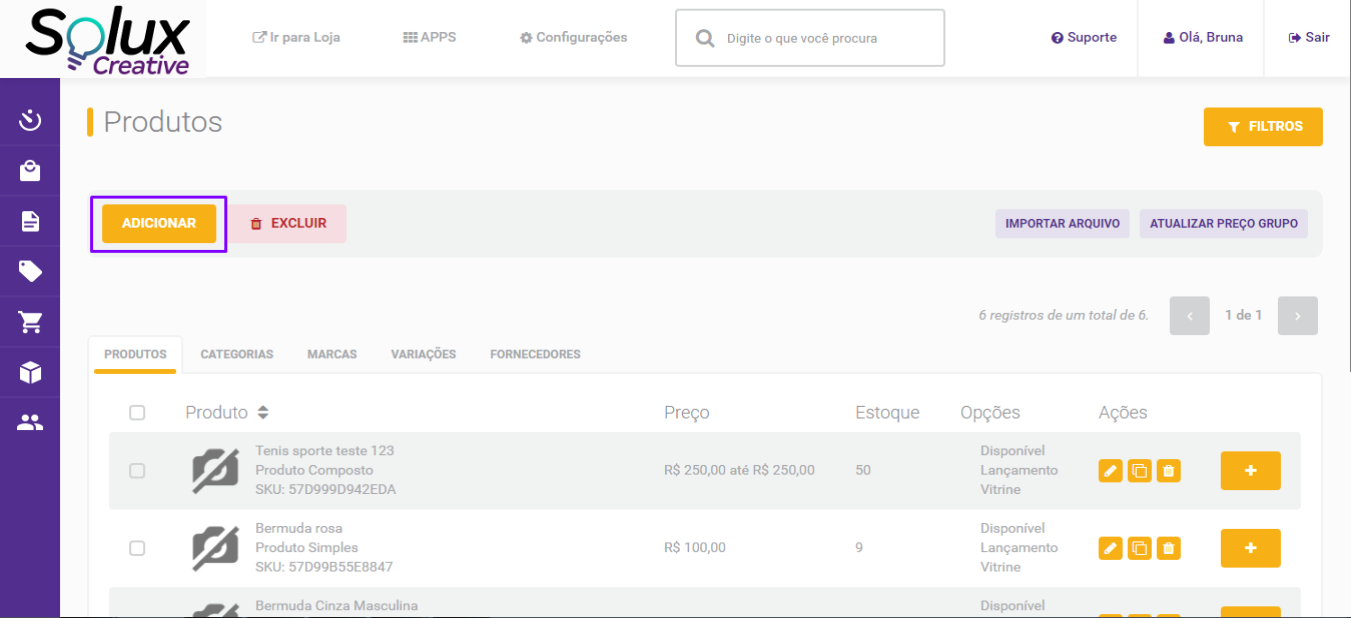 Solux
Creative
Ir para Loja
APPS
Configurações
Digite o que você procura
Suporte
Olá, Bruna
Sair
Produtos
FILTROS
ADICIONAR
EXCLUIR
IMPORTAR ARQUIVO
ATUALIZAR PREÇO GRUPO
6 registros de um total de 6.
1 de 1
PRODUTOS
CATEGORIAS
MARCAS
VARIAÇÕES
FORNECEDORES
Produto
Preço
Estoque
Opções
Ações
Tenis sporte teste 123
Produto Composto
SKU: 57D999D942EDA
R$ 250,00 até R$ 250,00
50
Disponível
Lançamento
Vitrine
Bermuda rosa
Produto Simples
SKU: 57D99B55E8847
R$ 100,00
9
Disponível
Lançamento
Vitrine
Bermuda Cinza Masculina
Disponível